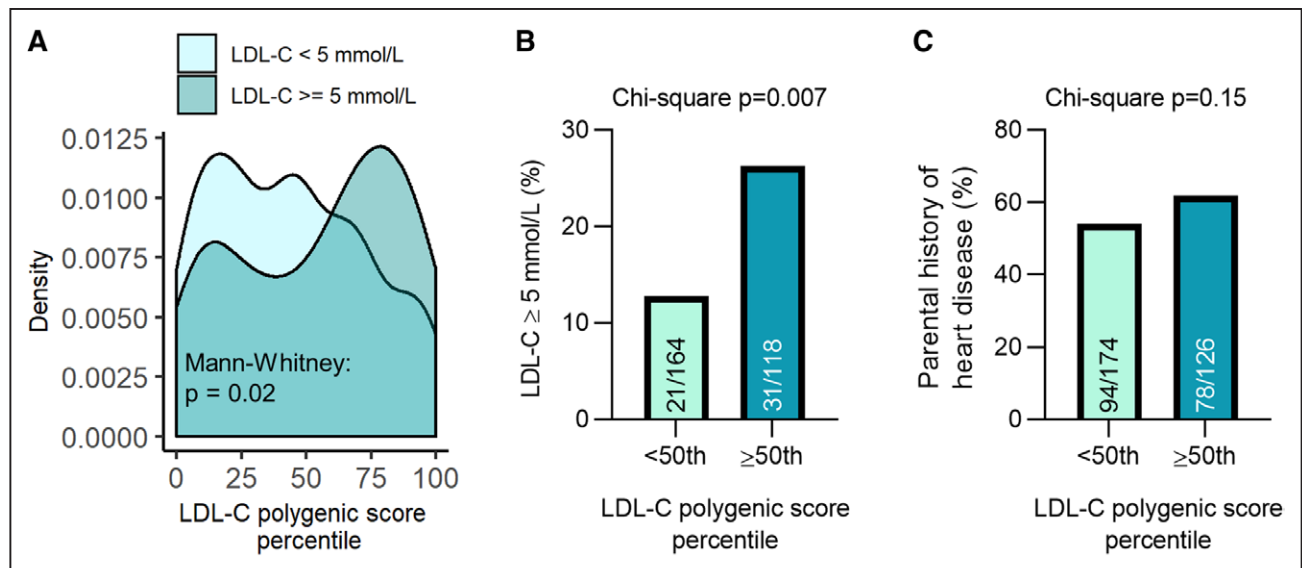 A
LDL-C < 5 mmol/L
LDL-C >= 5 mmol/L
0.0125
0.0100
0.0075
0.0050
0.0025
0.0000
Density
Mann-Whitney:
p = 0.02
0 25 50 75 100
LDL-C polygenic score
percentile
B
Chi-square p=0.007
LDL-C ≥ 5 mmol/L (%)
30
20
10
0
21/164
31/118
<50th ≥50th
LDL-C polygenic score
percentile
C
Chi-square p=0.15
Parental history of
heart disease (%)
80
60
40
20
0
94/174
78/126
<50th ≥50th
LDL-C polygenic score
percentile